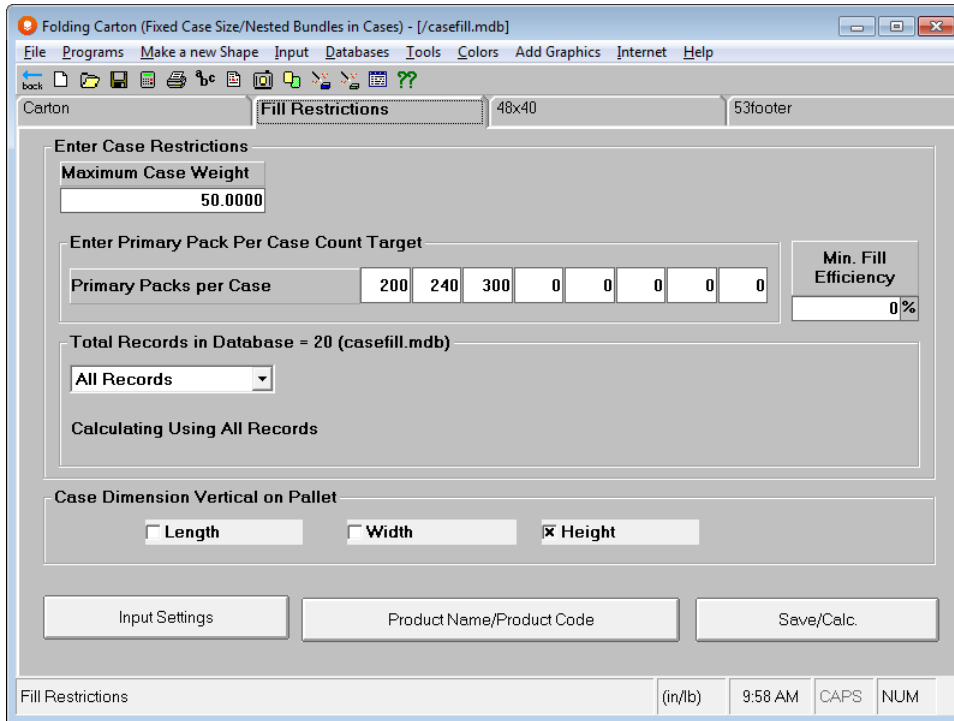 Folding Carton (Fixed Case Size/Nested Bundles in Cases) - [/casefill.mdb]
File Programs Make a new Shape Input Databases Tools Colors Add Graphics Internet Help
back abc ??
Carton Fill Restrictions 48x40 53footer
Enter Case Restrictions
Maximum Case Weight
50.0000
Enter Primary Pack Per Case Count Target
Min. Fill
Efficiency
Primary Packs per Case 200 240 300 0 0 0 0 0
0 %
Total Records in Database = 20 (casefill.mdb)
All Records
Calculating Using All Records
Case Dimension Vertical on Pallet
Length Width Height
Input Settings Product Name/Product Code Save/Calc.
Fill Restrictions (in/lb) 9:58 AM CAPS NUM